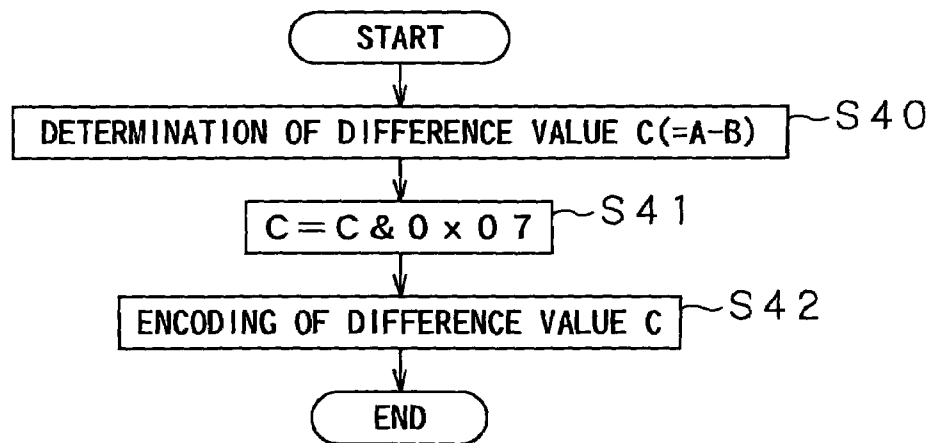 START
DETERMINATION OF DIFFERENCE VALUE C(=A-B)
S40
C=C&0x07
S41
ENCODING OF DIFFERENCE VALUE C
S42
END